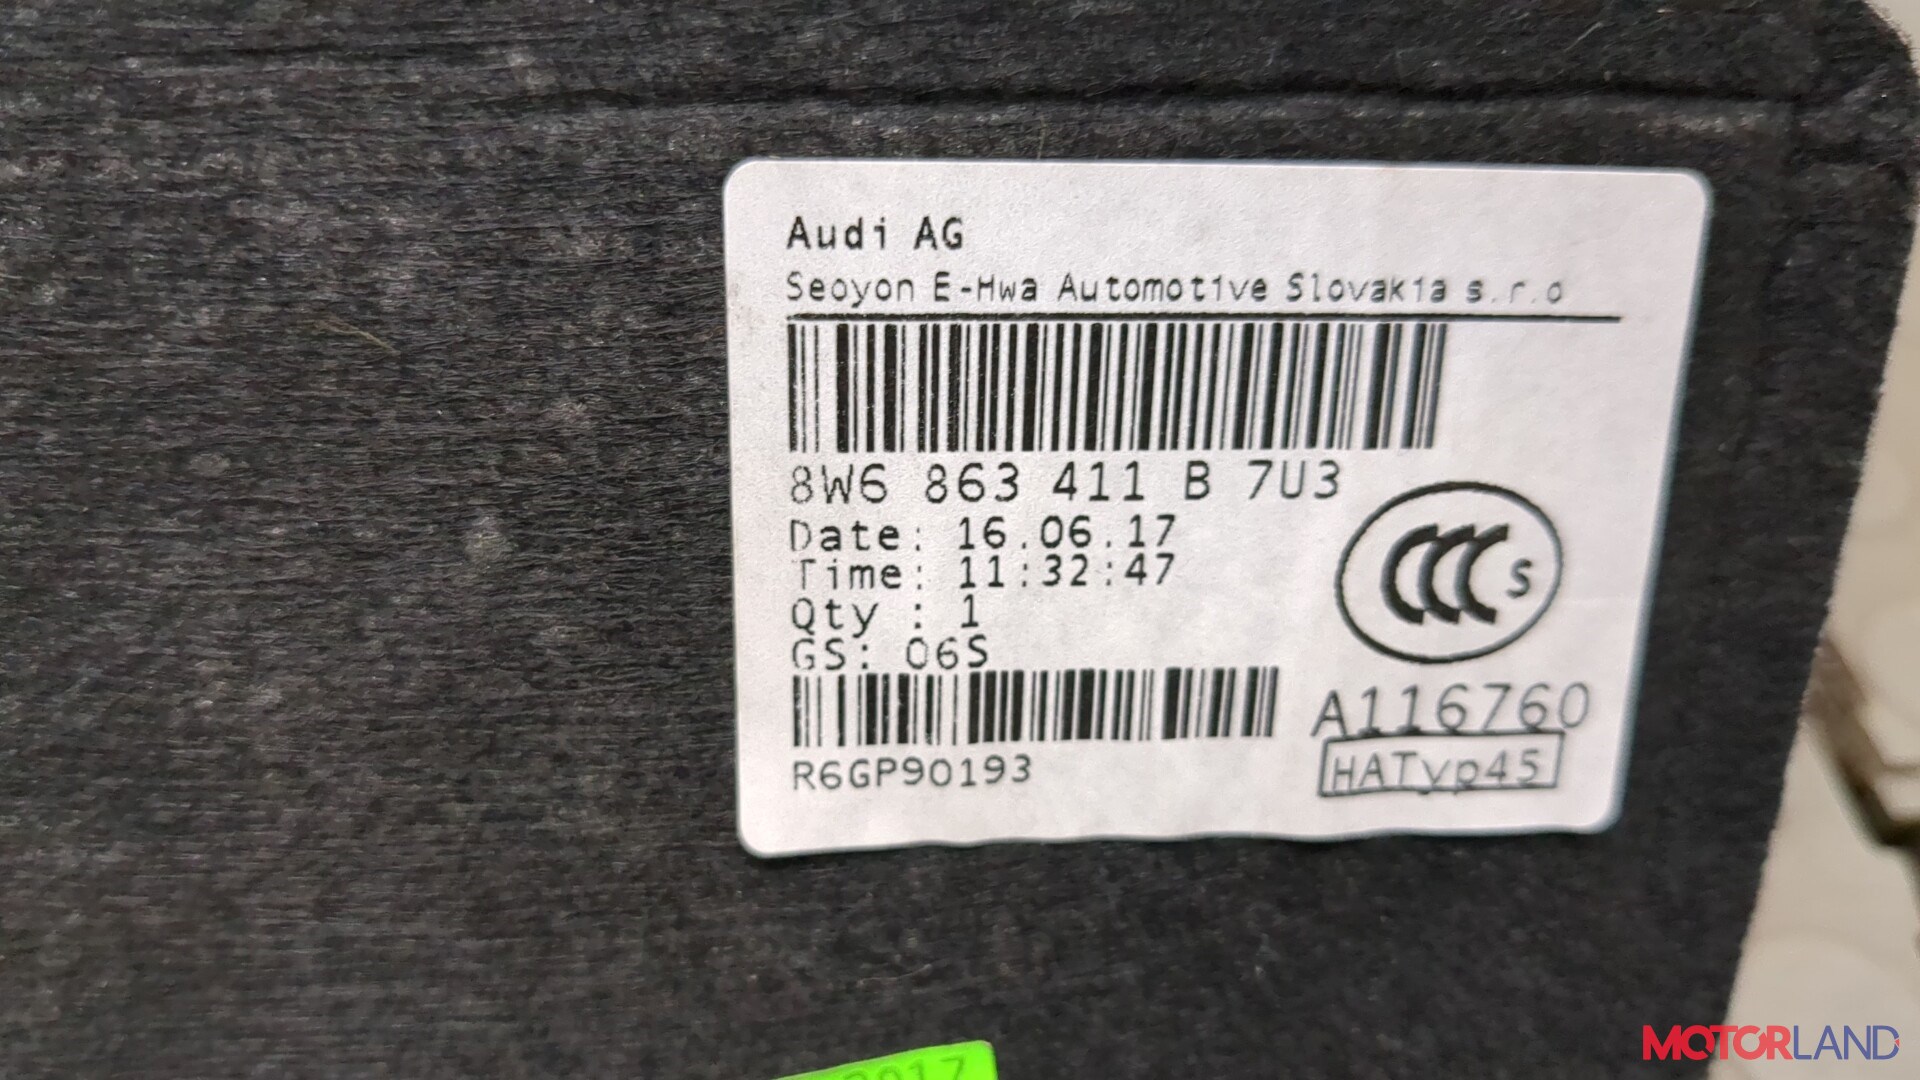 Audi AG
Seoyon E-Hwa Automotive Slovakia s.r.o
8W6 863 411 B 7U3
Date: 16.06.17
Time: 11:32:47
Qty : 1
GS: 06S
CCC S
A116760
HATyp45
R6GP90193
MOTORLAND